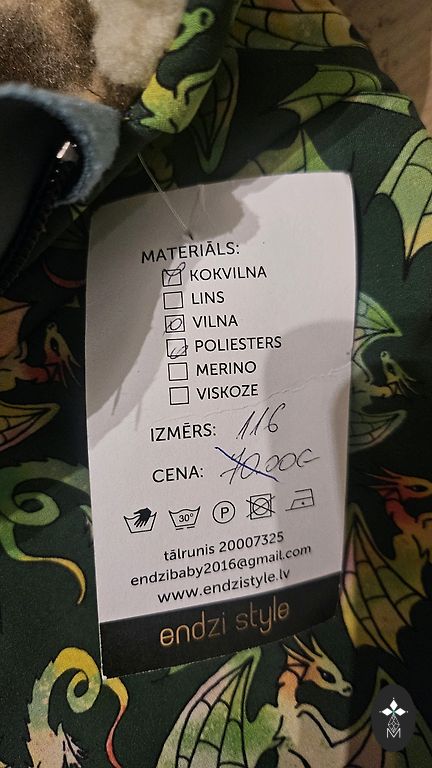 MATERIĀLS:
KOKVILNA
LINS
VILNA
POLIESTERS
MERINO
VISKOZE
IZMĒRS: 116
CENA: 70.00€
30°
P
tālrunis 20007325
endzibaby2016@gmail.com
www.endzistyle.lv
endzi style
M